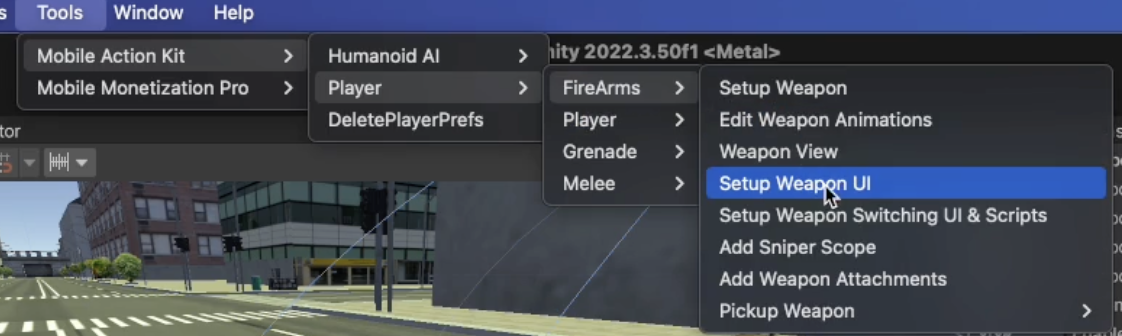 Tools Window Help
nity 2022.3.50f1 <Metal>
Mobile Action Kit
Mobile Monetization Pro
Humanoid AI
Player
DeletePlayerPrefs
FireArms
Player
Grenade
Melee
Setup Weapon
Edit Weapon Animations
Weapon View
Setup Weapon UI
Setup Weapon Switching UI & Scripts
Add Sniper Scope
Add Weapon Attachments
Pickup Weapon
tor